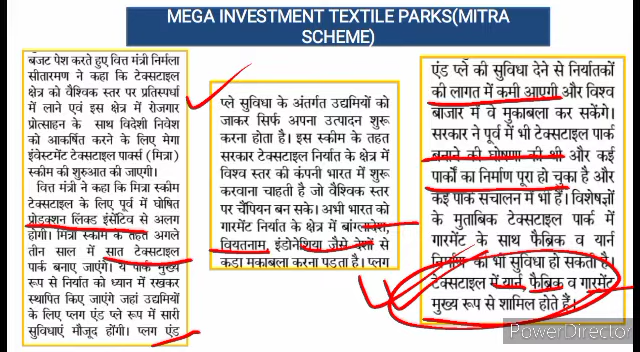 MEGA INVESTMENT TEXTILE PARKS(MITRA
SCHEME)
बजट पेश करते हुए वित्त मंत्री निर्मला
सीतारमण ने कहा कि टेक्सटाइल
क्षेत्र को वैश्विक स्तर पर प्रतिस्पर्धा
में लाने एवं इस क्षेत्र में रोजगार
प्रोत्साहन के साथ विदेशी निवेश
को आकर्षित करने के लिए मेगा
इंवेस्टमेंट टेक्सटाइल पार्क्स (मित्रा)
स्कीम की शुरुआत की जाएगी।
वित्त मंत्री ने कहा कि मित्रा स्कीम
टेक्सटाइल के लिए पूर्व में घोषित
प्रोडक्शन लिंक्ड इंसेंटिव से अलग
होगी। मित्रा स्कीम के तहत अगले
तीन साल में सात टेक्सटाइल
पार्क बनाए जाएंगे। ये पार्क मुख्य
रूप से निर्यात को ध्यान में रखकर
स्थापित किए जाएंगे जहां उद्यमियों
के लिए प्लग एंड प्ले रूप में सारी
सुविधाएं मौजूद होंगी। प्लग एंड
प्ले सुविधा के अंतर्गत उद्यमियों को
जाकर सिर्फ अपना उत्पादन शुरू
करना होता है। इस स्कीम के तहत
सरकार टेक्सटाइल निर्यात के क्षेत्र में
विश्व स्तर की कंपनी भारत में शुरू
करवाना चाहती है जो वैश्विक स्तर
पर चैंपियन बन सके। अभी भारत को
गारमेंट निर्यात के क्षेत्र में बांग्लादेश,
वियतनाम, इंडोनेशिया जैसे देशों से
कड़ा मुकाबला करना पड़ता है। प्लग
एंड प्ले की सुविधा देने से निर्यातकों
की लागत में कमी आएगी और विश्व
बाजार में वे मुकाबला कर सकेंगे।
सरकार ने पूर्व में भी टेक्सटाइल पार्क
बनाने की घोषणा की थी और कई
पार्कों का निर्माण पूरा हो चुका है और
कई पार्क संचालन में भी हैं। विशेषज्ञों
के मुताबिक टेक्सटाइल पार्क में
गारमेंट के साथ फैब्रिक व यार्न
निर्माण की भी सुविधा हो सकती है।
टेक्सटाइल में यार्न, फैब्रिक व गारमेंट
मुख्य रूप से शामिल होते हैं।
PowerDirector